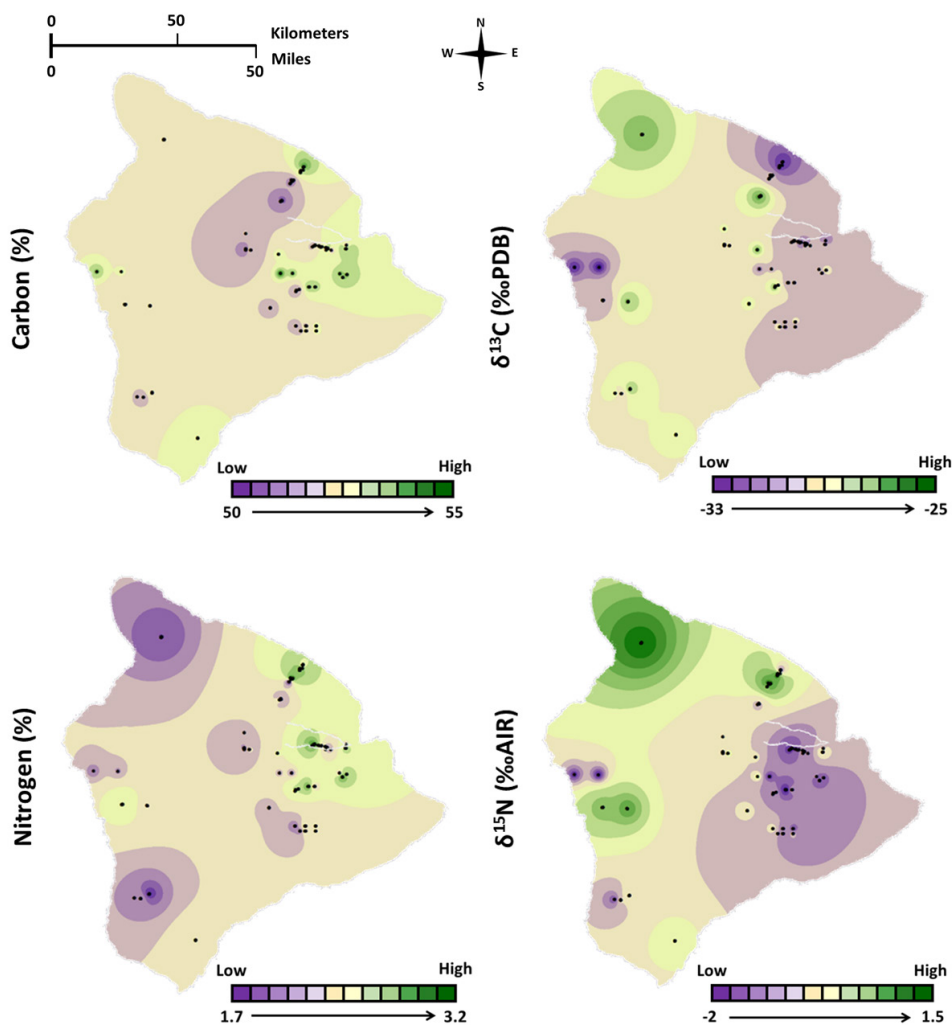 0 50
Kilometers
Miles
0 50
N
W E
S
Carbon (%)
Low High
50 55
δ13C (‰PDB)
Low High
-33 -25
Nitrogen (%)
Low High
1.7 3.2
δ15N (‰AIR)
Low High
-2 1.5